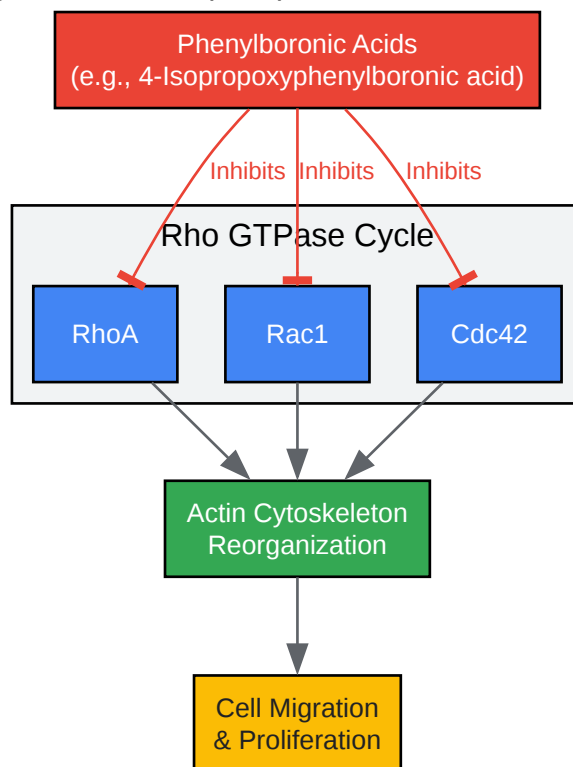 Phenylboronic Acids
(e.g., 4-Isopropoxyphenylboronic acid)
Inhibits
Inhibits
Inhibits
Rho GTPase Cycle
RhoA
Rac1
Cdc42
Actin Cytoskeleton
Reorganization
Cell Migration
& Proliferation